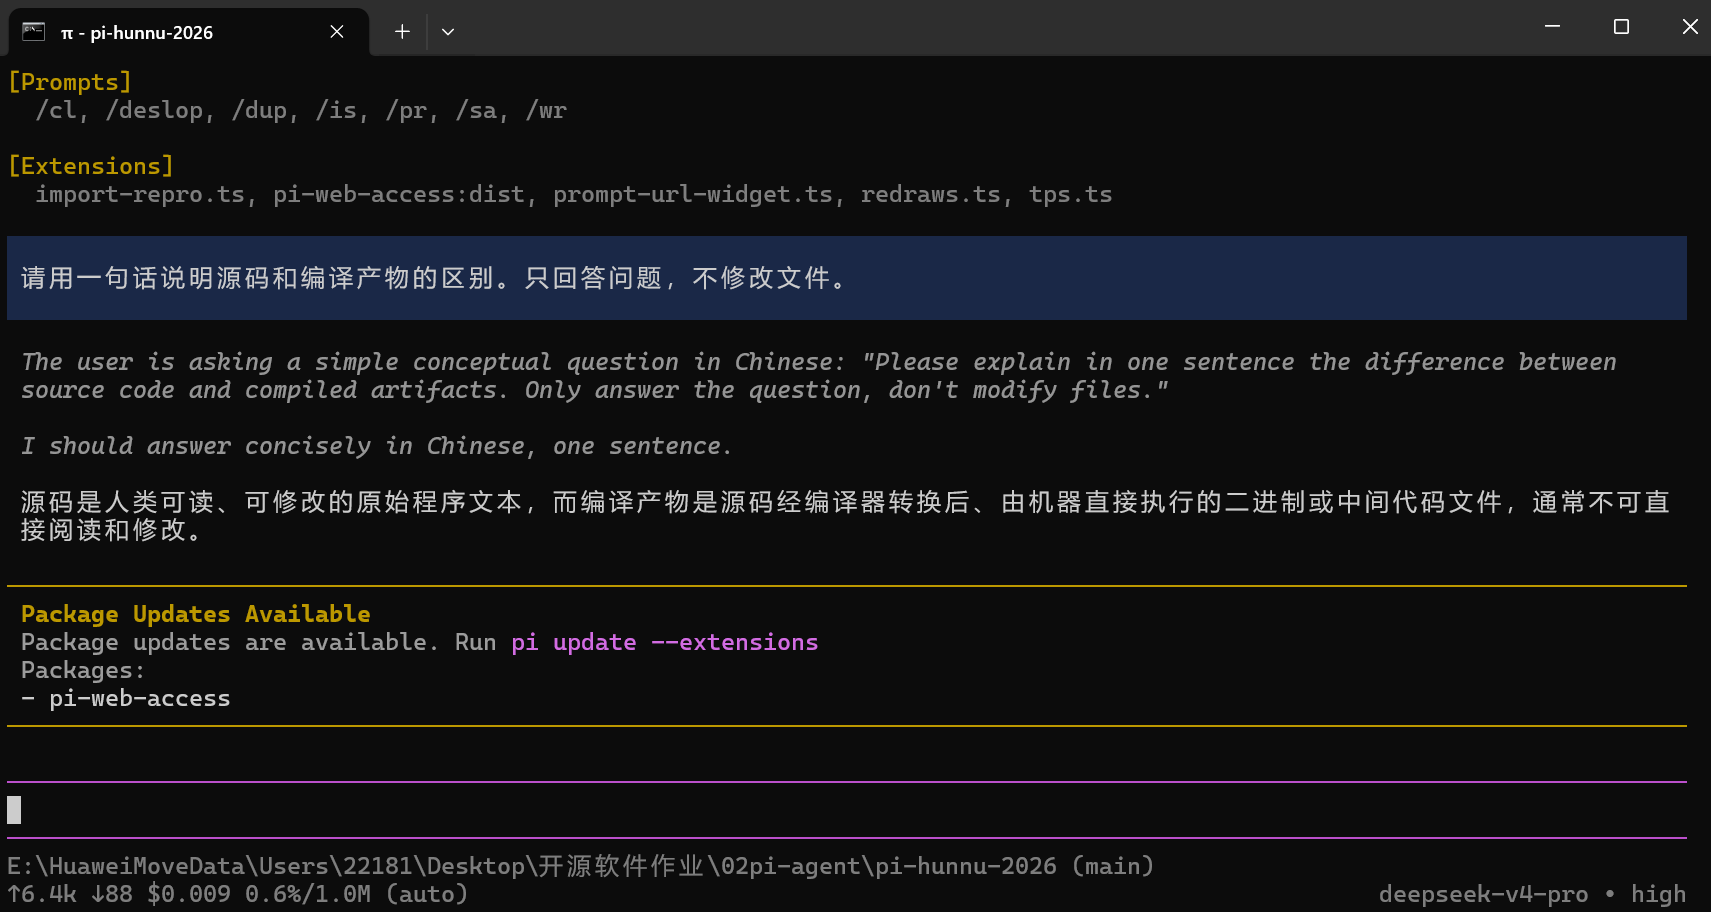 π - pi-hunnu-2026
[Prompts]
/cl, /deslop, /dup, /is, /pr, /sa, /wr
[Extensions]
import-repro.ts, pi-web-access:dist, prompt-url-widget.ts, redraws.ts, tps.ts
请用一句话说明源码和编译产物的区别。只回答问题，不修改文件。
The user is asking a simple conceptual question in Chinese: "Please explain in one sentence the difference between
source code and compiled artifacts. Only answer the question, don't modify files."
I should answer concisely in Chinese, one sentence.
源码是人类可读、可修改的原始程序文本，而编译产物是源码经编译器转换后、由机器直接执行的二进制或中间代码文件，通常不可直
接阅读和修改。
Package Updates Available
Package updates are available. Run pi update --extensions
Packages:
- pi-web-access
E:\HuaweiMoveData\Users\22181\Desktop\开源软件作业\02pi-agent\pi-hunnu-2026 (main)
↑6.4k ↓88 $0.009 0.6%/1.0M (auto) deepseek-v4-pro • high